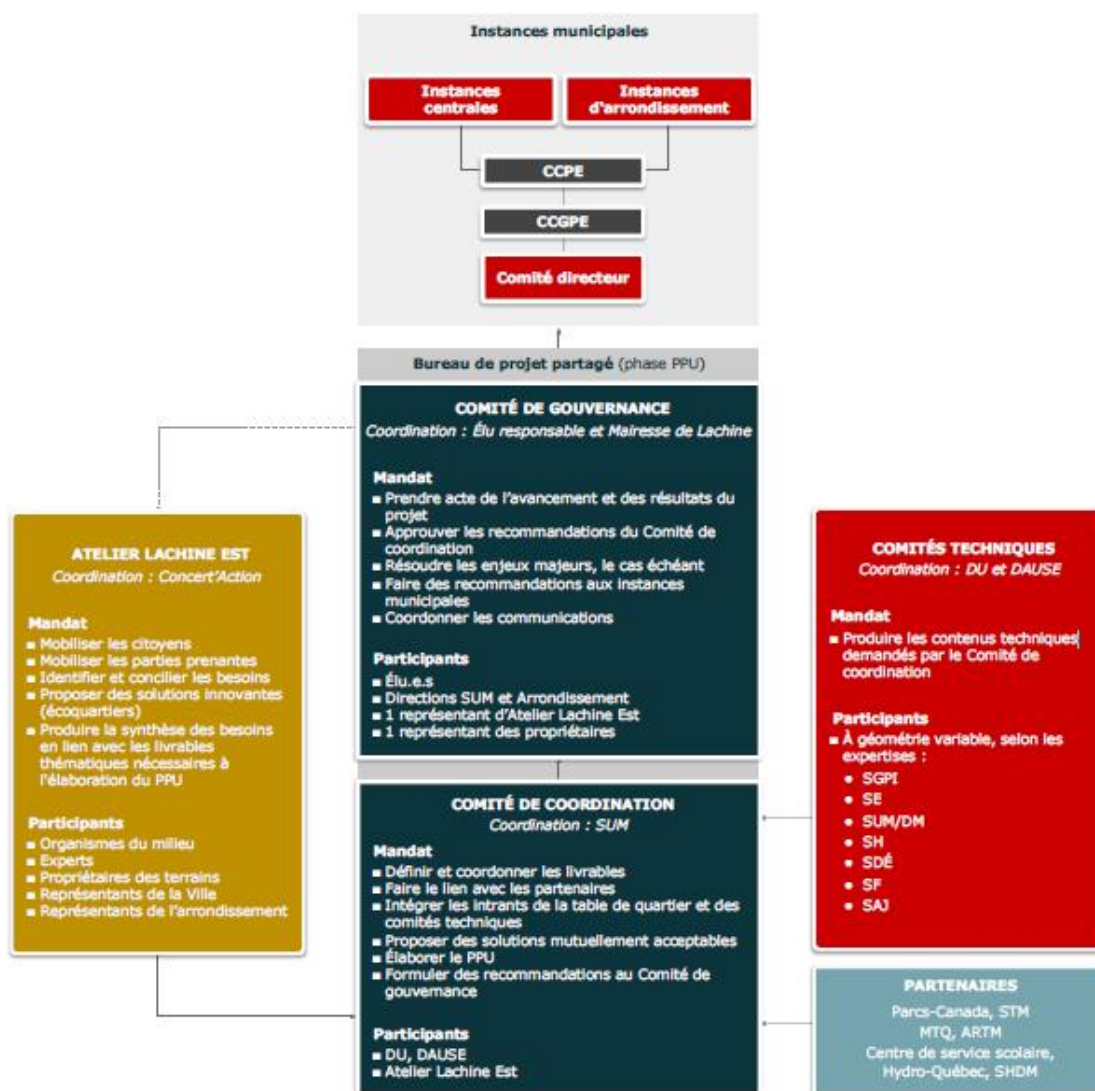 Instances municipales
Instances
centrales
Instances
d'arrondissement
CCPE
CCGPE
Comité directeur
Bureau de projet partagé (phase PPU)
COMITÉ DE GOUVERNANCE
Coordination : Élu responsable et Mairesse de Lachine
Mandat
▪ Prendre acte de l'avancement et des résultats du
projet
▪ Approuver les recommandations du Comité de
coordination
▪ Résoudre les enjeux majeurs, le cas échéant
▪ Faire des recommandations aux instances
municipales
▪ Coordonner les communications
Participants
▪ Élu.e.s
▪ Directions SUM et Arrondissement
▪ 1 représentant d'Atelier Lachine Est
▪ 1 représentant des propriétaires
ATELIER LACHINE EST
Coordination : Concert'Action
Mandat
▪ Mobiliser les citoyens
▪ Mobiliser les parties prenantes
▪ Identifier et concilier les besoins
▪ Proposer des solutions innovantes
(écoquartiers)
▪ Produire la synthèse des besoins
en lien avec les livrables
thématiques nécessaires à
l'élaboration du PPU
Participants
▪ Organismes du milieu
▪ Experts
▪ Propriétaires des terrains
▪ Représentants de la Ville
▪ Représentants de l'arrondissement
COMITÉ DE COORDINATION
Coordination : SUM
Mandat
▪ Définir et coordonner les livrables
▪ Faire le lien avec les partenaires
▪ Intégrer les intrants de la table de quartier et des
comités techniques
▪ Proposer des solutions mutuellement acceptables
▪ Élaborer le PPU
▪ Formuler des recommandations au Comité de
gouvernance
Participants
▪ DU, DAUSE
▪ Atelier Lachine Est
COMITÉS TECHNIQUES
Coordination : DU et DAUSE
Mandat
▪ Produire les contenus techniques
demandés par le Comité de
coordination
Participants
▪ À géométrie variable, selon les
expertises :
• SGPI
• SE
• SUM/DM
• SH
• SDÉ
• SF
• SAJ
PARTENAIRES
Parcs-Canada, STM
MTQ, ARTM
Centre de service scolaire,
Hydro-Québec, SHDM